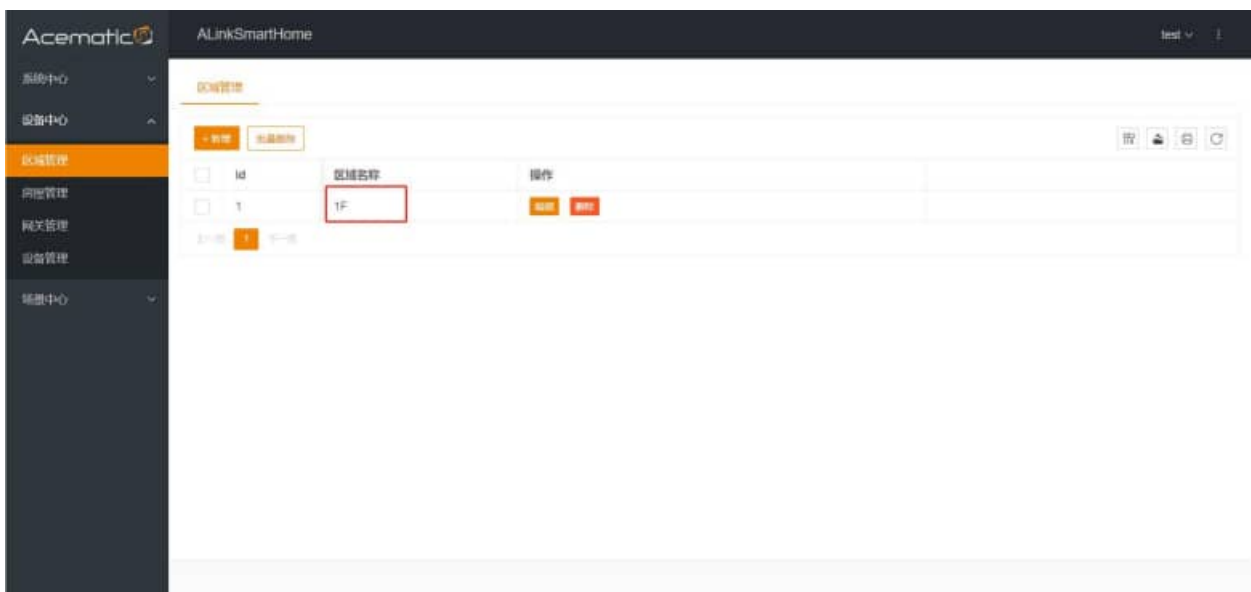 Acematic
ALinkSmartHome
test
系统中心
设备中心
区域管理
房屋管理
网关管理
设备管理
场景中心
区域管理
+ 新增
批量删除
Id
区域名称
操作
1
1F
编辑
删除
上一页
1
下一页